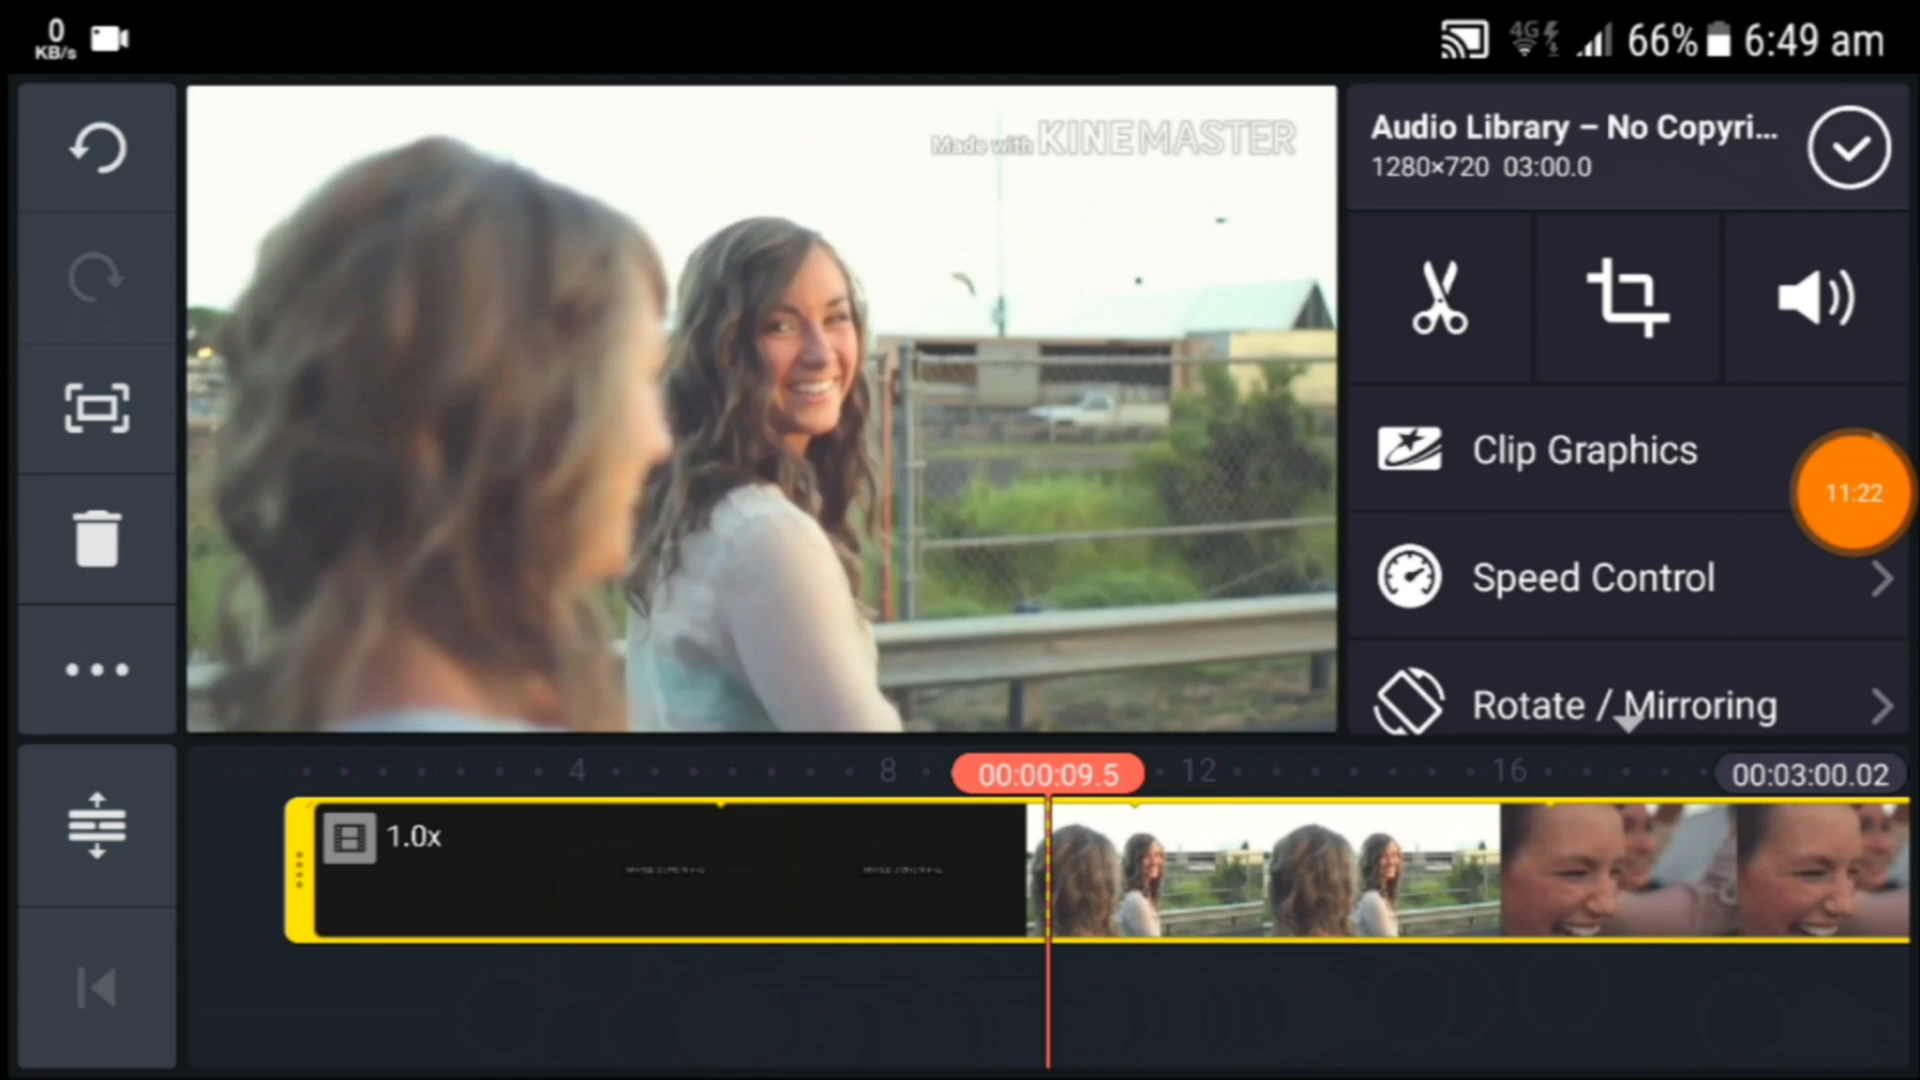 0
KB/s
4G
66%
6:49 am
Made with KINEMASTER
Audio Library – No Copyri...
1280×720 03:00.0
Clip Graphics
11:22
Speed Control
Rotate / Mirroring
4
8
00:00:09.5
12
16
00:03:00.02
1.0x